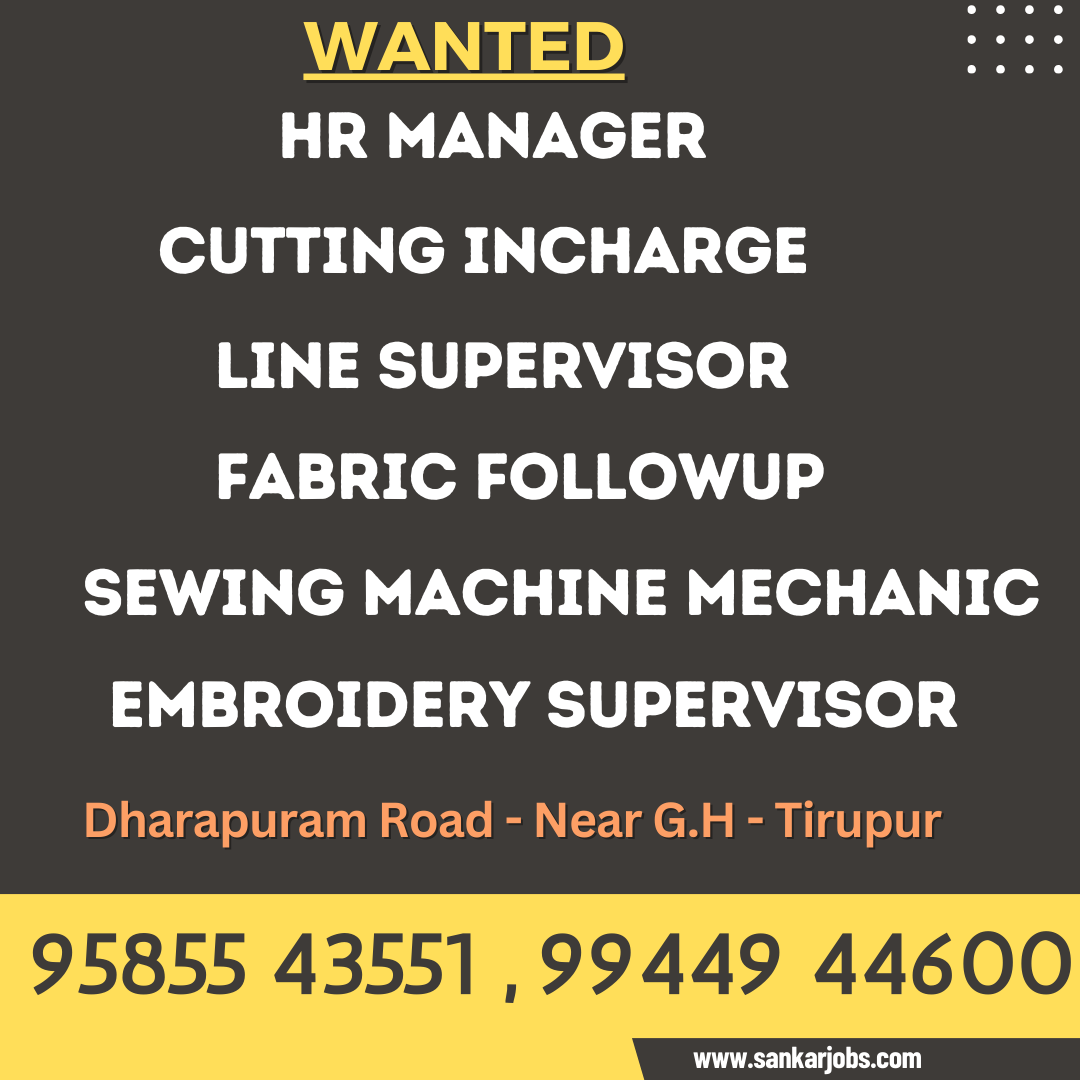 WANTED
HR MANAGER
CUTTING INCHARGE
LINE SUPERVISOR
FABRIC FOLLOWUP
SEWING MACHINE MECHANIC
EMBROIDERY SUPERVISOR
Dharapuram Road - Near G.H - Tirupur
95855 43551 , 99449 44600
www.sankarjobs.com